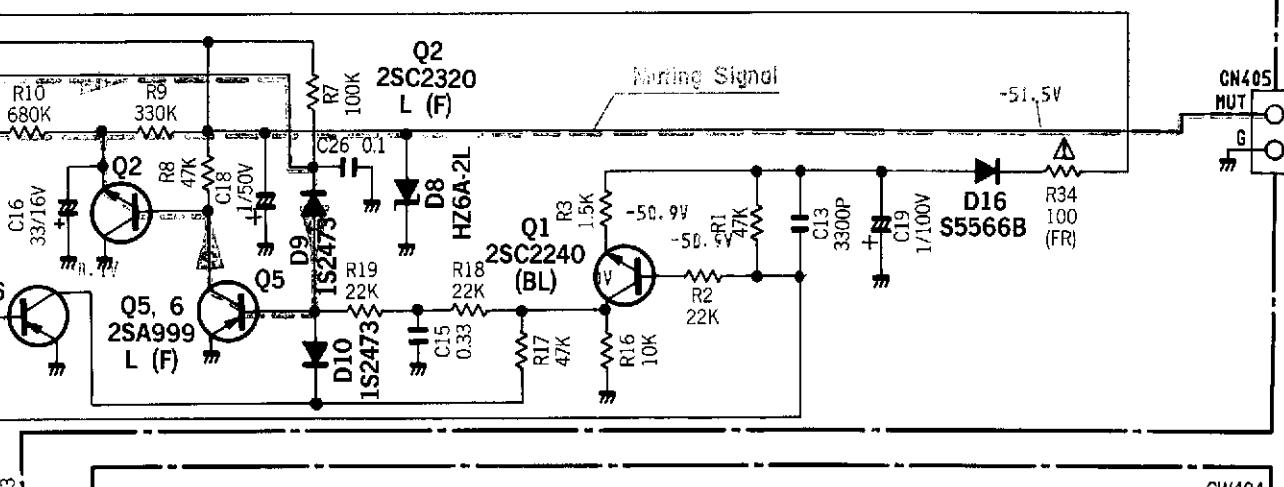 Q2
2SC2320
L (F)
Muting Signal
-51.5V
CN405
MUT
G
R10
680K
R9
330K
R7
100K
C26 0.1
Q2
R8
47K
C18
1/50V
C16
33/16V
D8
HZ6A-2L
D9
1S2473
R3
1.5K
-50.9V
R1
47K
C13
3300P
C19
1/100V
D16
S5566B
R34
100
(FR)
Q1
2SC2240
(BL)
R2
22K
Q5
Q5, 6
2SA999
L (F)
R19
22K
R18
22K
C15
0.33
D10
1S2473
R17
47K
R16
10K